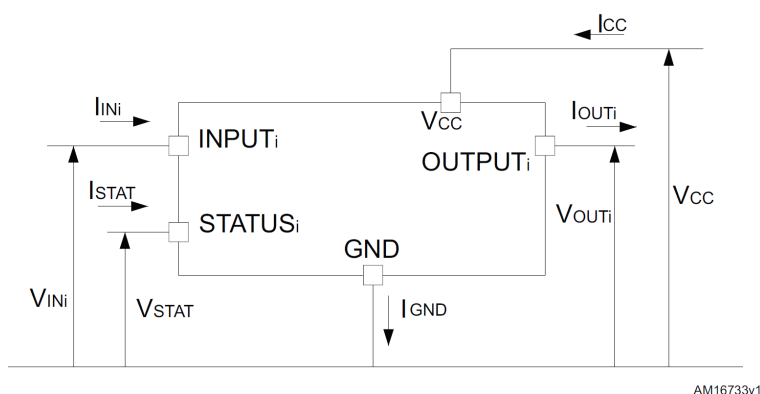 ICC
IINi
VCC
IOUTi
INPUTi
OUTPUTi
ISTAT
VCC
STATUSi
VOUTi
GND
VINi
VSTAT
IGND
AM16733v1